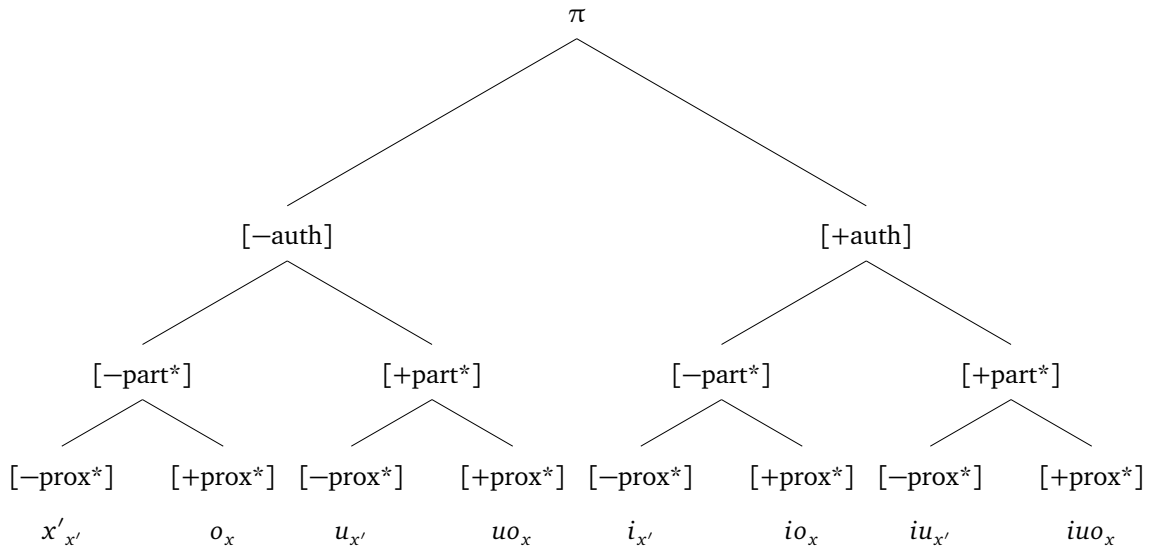 π
[−auth] [+auth]
[−part*] [+part*] [−part*] [+part*]
[−prox*] [+prox*] [−prox*] [+prox*] [−prox*] [+prox*] [−prox*] [+prox*]
x′ₓ′ oₓ uₓ′ uoₓ iₓ′ ioₓ iuₓ′ iuoₓ